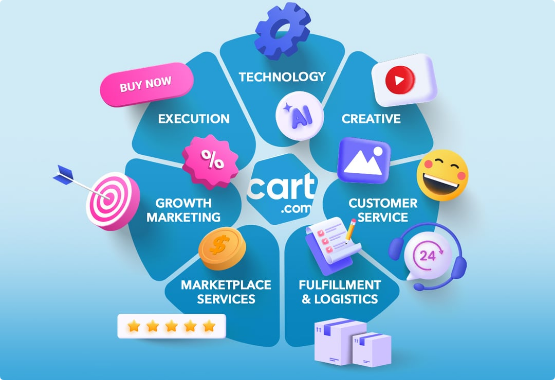 TECHNOLOGY
AI
CREATIVE
BUY NOW
EXECUTION
%
cart
.com
GROWTH
MARKETING
CUSTOMER
SERVICE
24
MARKETPLACE
SERVICES
FULFILLMENT
& LOGISTICS